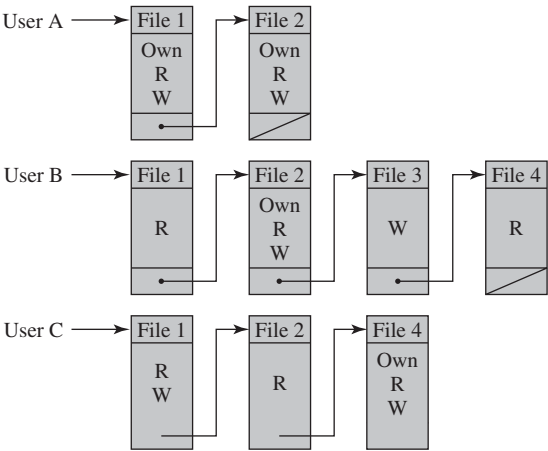 User A
File 1
Own
R
W
File 2
Own
R
W
User B
File 1
R
File 2
Own
R
W
File 3
W
File 4
R
User C
File 1
R
W
File 2
R
File 4
Own
R
W